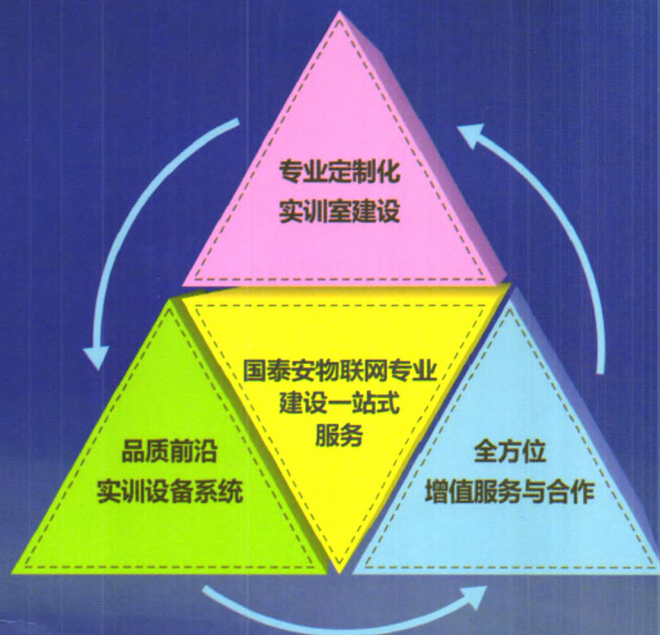 专业定制化
实训室建设
国泰安物联网专业
建设一站式
服务
品质前沿
实训设备系统
全方位
增值服务与合作